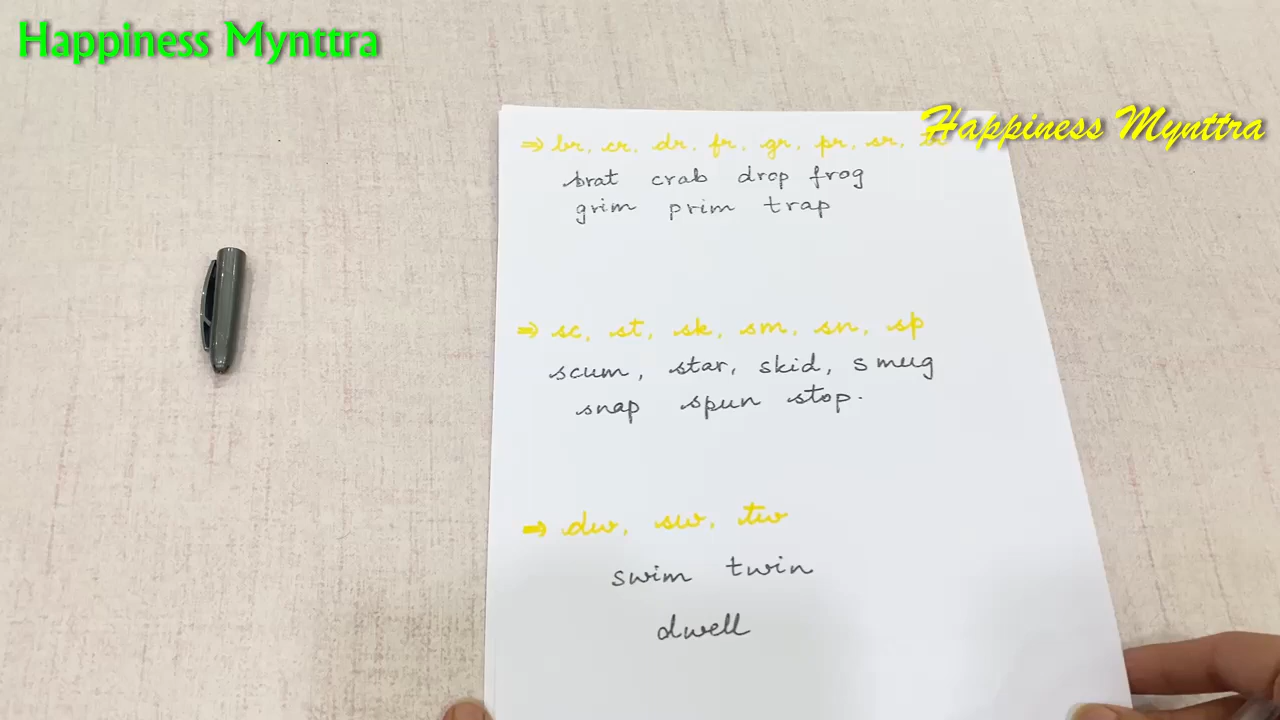 Happiness Mynttra
Happiness Mynttra
⇒ br, cr, dr, fr, gr, pr, sr,
brat crab drop frog
grim prim trap
⇒ sc, st, sk, sm, sn, sp
scum, star, skid, smug
snap spun stop.
⇒ dw, sw, tw
swim twin
dwell